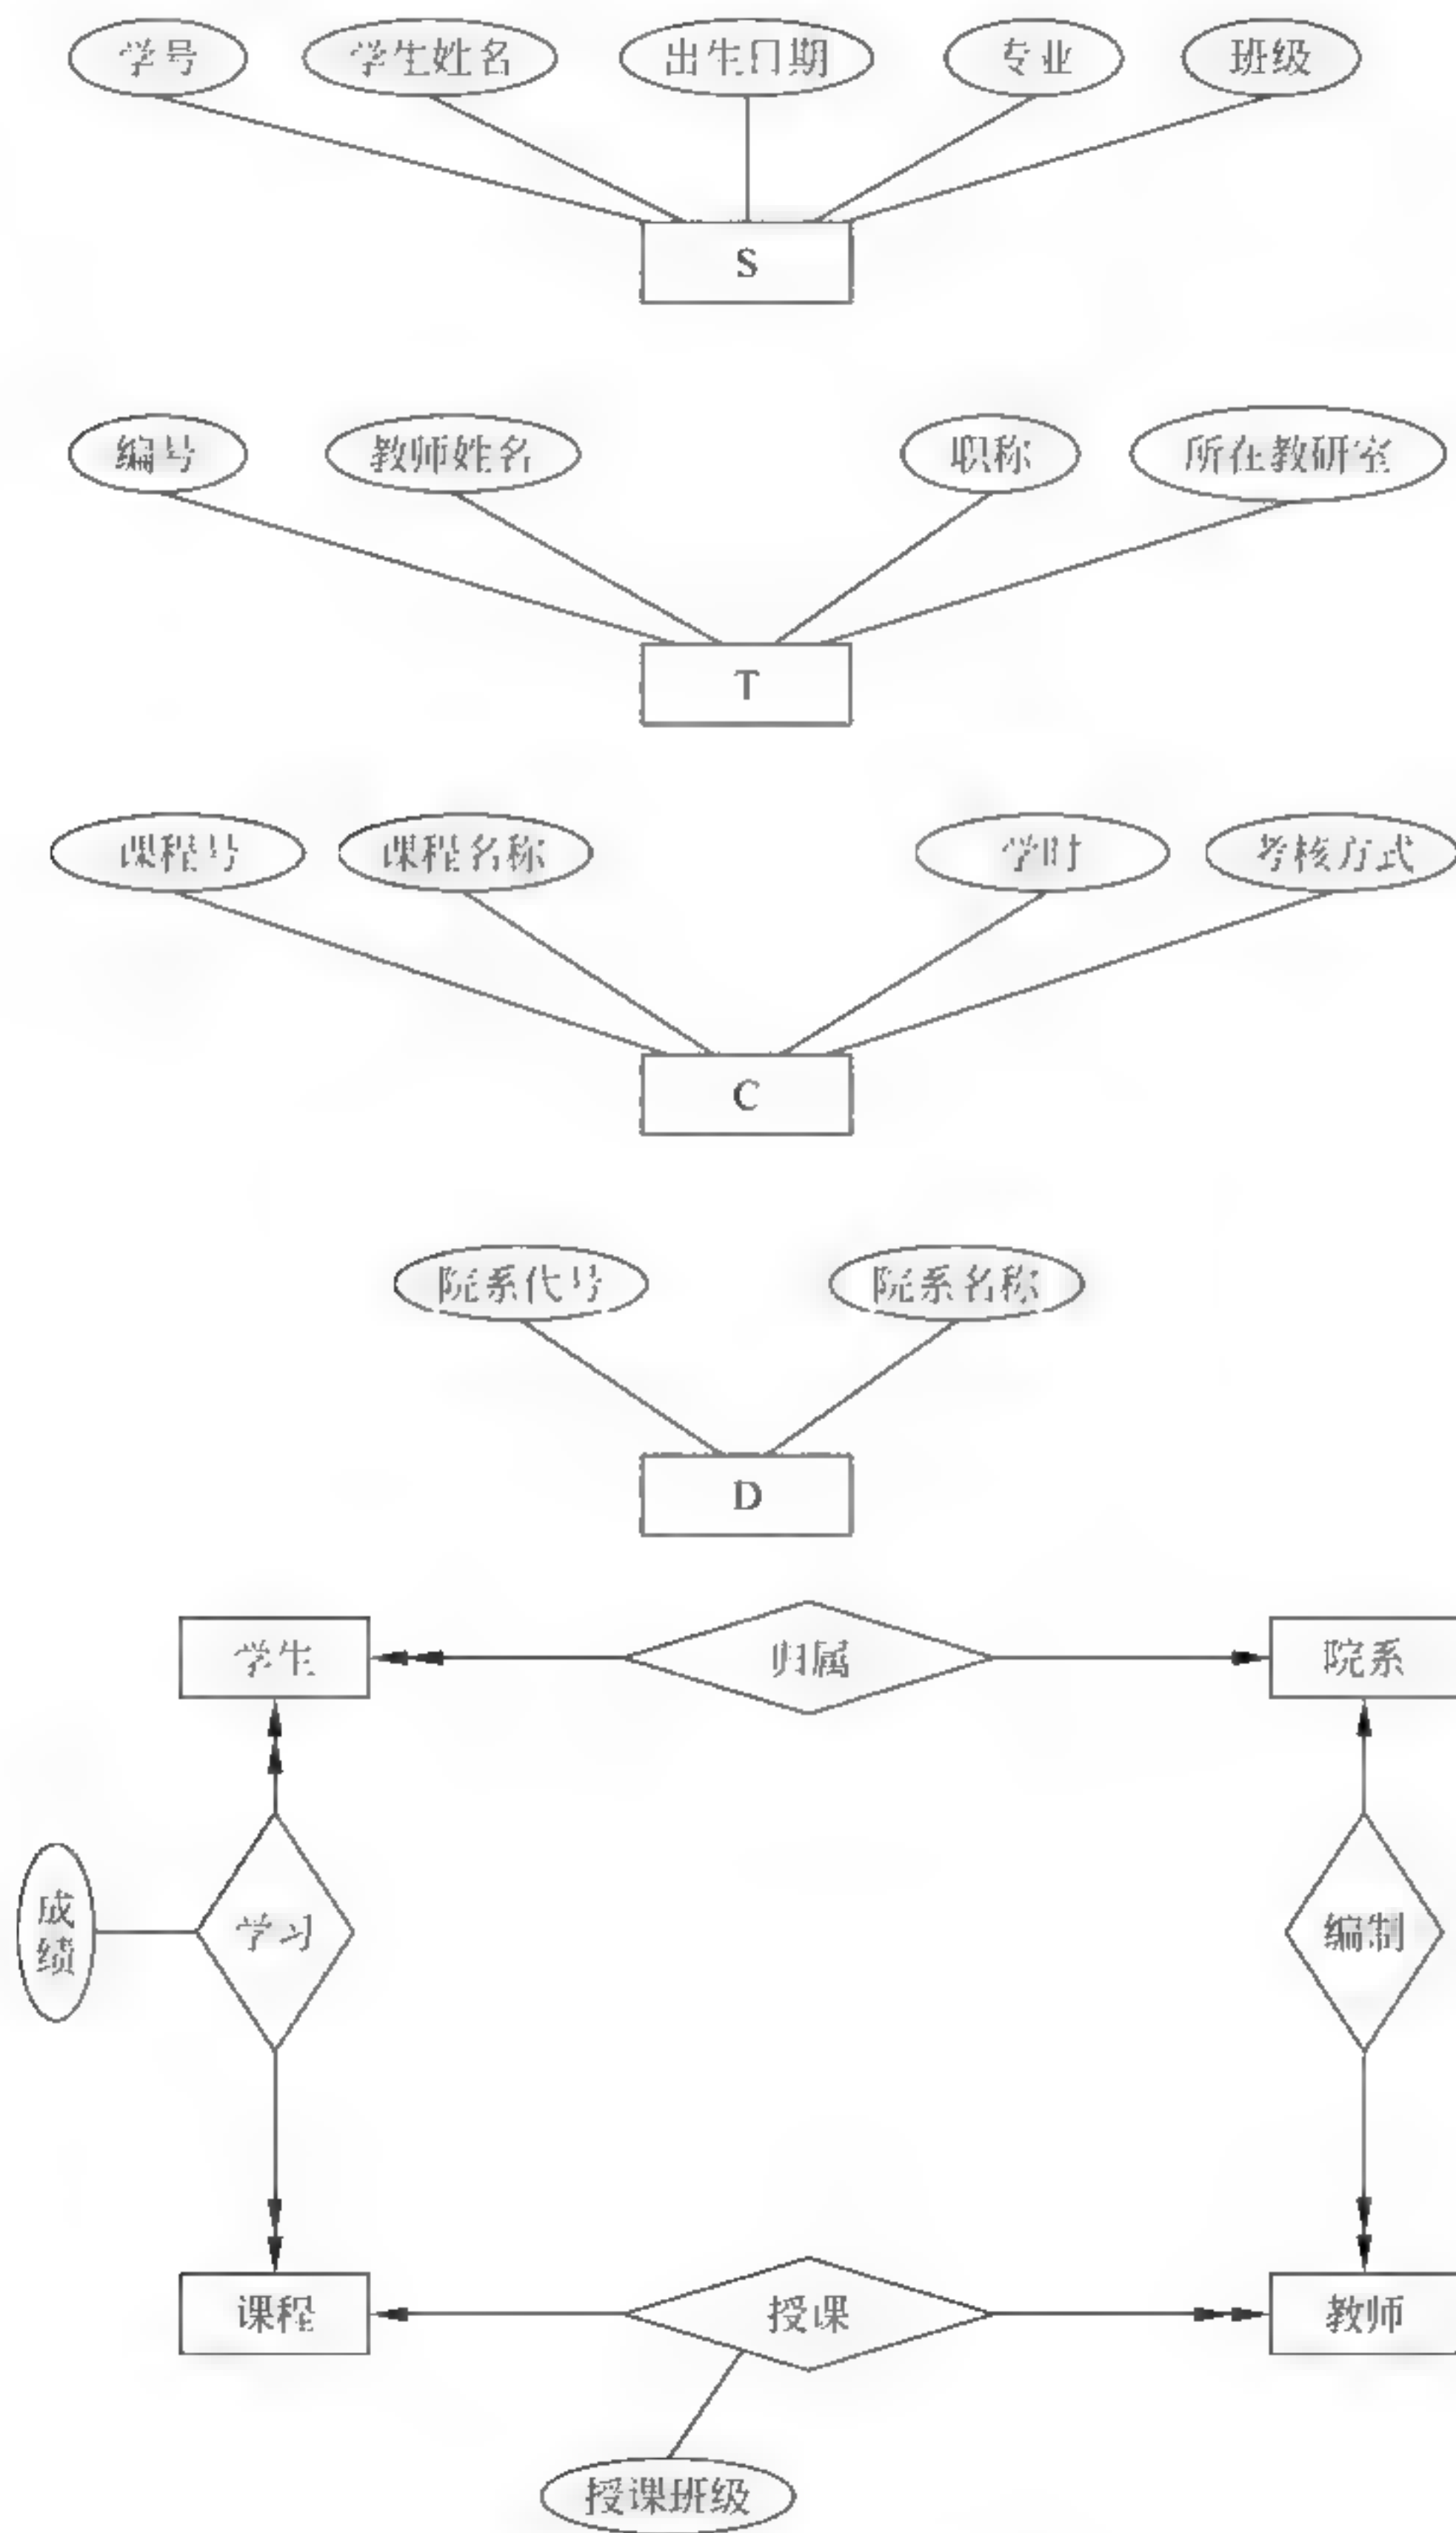 学号 学生姓名 出生日期 专业 班级
S
编号 教师姓名 职称 所在教研室
T
课程号 课程名称 学时 考核方式
C
院系代号 院系名称
D
学生 归属 院系
成绩 学习 编制
课程 授课 教师
授课班级